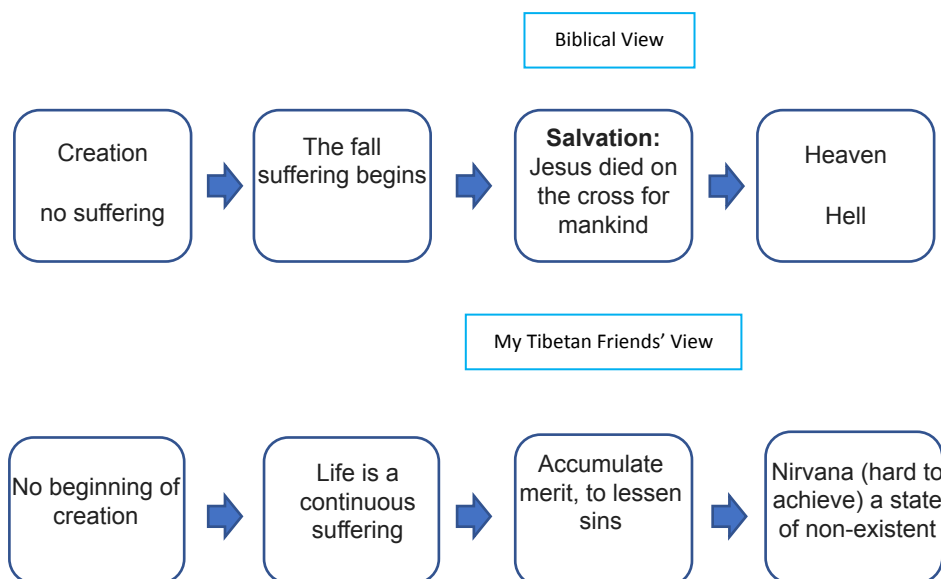 Biblical View
Creation
no suffering
The fall
suffering begins
Salvation:
Jesus died on
the cross for
mankind
Heaven
Hell
My Tibetan Friends’ View
No beginning of
creation
Life is a
continuous
suffering
Accumulate
merit, to lessen
sins
Nirvana (hard to
achieve) a state
of non-existent